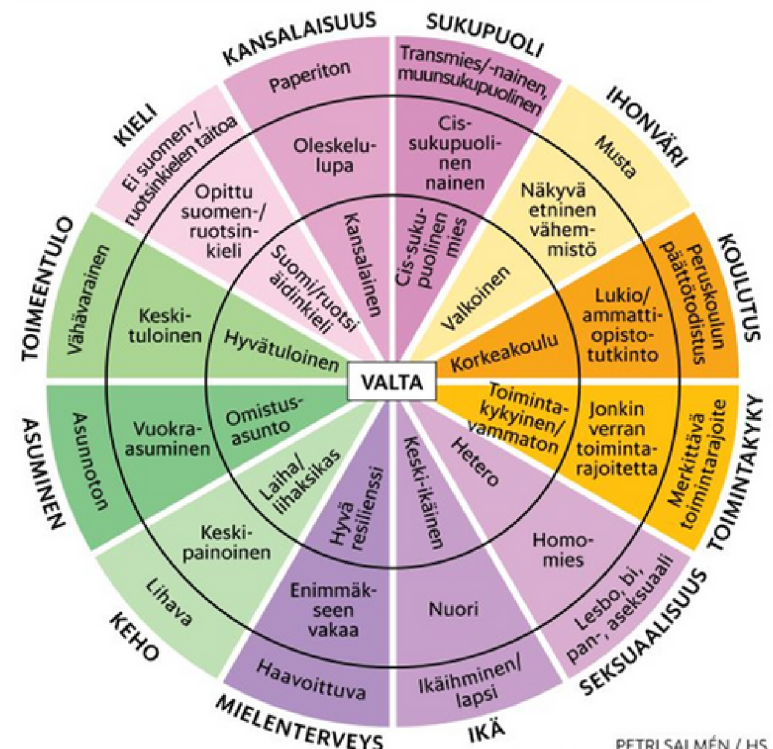 KANSALAISUUS
Paperiton
Oleskelu-
lupa
Kansalainen
SUKUPUOLI
Transmies/-nainen,
muunsukupuolinen
Cis-
sukupuoli-
nen
nainen
Cis-suku-
puolinen
mies
IHONVÄRI
Musta
Näkyvä
etninen
vähem-
mistö
Valkoinen
KOULUTUS
Peruskoulun
päättötodistus
Lukio/
ammatti-
opisto-
tutkinto
Korkeakoulu
TOIMINTAKYKY
Merkittävä
toimintarajoite
Jonkin
verran
toiminta-
rajoitetta
Toiminta-
kykyinen/
vammaton
SEKSUAALISUUS
Lesbo, bi,
pan-, aseksuaali
Homo-
mies
Hetero
IKÄ
Ikäihminen/
lapsi
Nuori
Keski-ikäinen
MIELENTERVEYS
Haavoittuva
Enimmäk-
seen
vakaa
Hyvä
resilienssi
KEHO
Lihava
Keski-
painoinen
Laiha/
lihaksikas
ASUMINEN
Asunnoton
Vuokra-
asuminen
Omistus-
asunto
TOIMEENTULO
Vähävarainen
Keski-
tuloinen
Hyvätuloinen
KIELI
Ei suomen-/
ruotsinkielen taitoa
Opittu
suomen-/
ruotsin-
kieli
Suomi/ruotsi
äidinkieli
VALTA
PETRI SALMÉN / HS